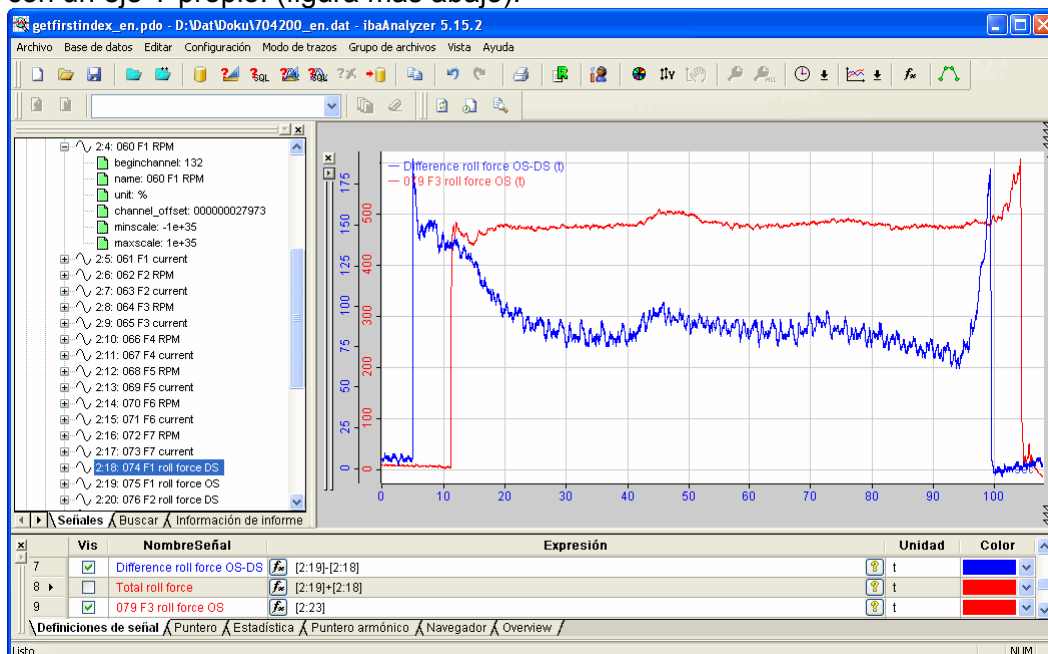 con un eje Y propio. (figura más abajo).
getfirstindex_en.pdo - D:\Dat\Doku\704200_en.dat - ibaAnalyzer 5.15.2
Archivo Base de datos Editar Configuración Modo de trazos Grupo de archivos Vista Ayuda
2:4: 060 F1 RPM
beginchannel: 132
name: 060 F1 RPM
unit: %
channel_offset: 000000027973
minscale: -1e+35
maxscale: 1e+35
2:5: 061 F1 current
2:6: 062 F2 RPM
2:7: 063 F2 current
2:8: 064 F3 RPM
2:9: 065 F3 current
2:10: 066 F4 RPM
2:11: 067 F4 current
2:12: 068 F5 RPM
2:13: 069 F5 current
2:14: 070 F6 RPM
2:15: 071 F6 current
2:16: 072 F7 RPM
2:17: 073 F7 current
2:18: 074 F1 roll force DS
2:19: 075 F1 roll force OS
2:20: 076 F2 roll force DS
Señales Buscar Información de informe
Difference roll force OS-DS (t)
079 F3 roll force OS (t)
175
150
125
100
75
50
25
0
500
400
300
200
100
0
sec
0 10 20 30 40 50 60 70 80 90 100
Vis NombreSeñal Expresión Unidad Color
7 Difference roll force OS-DS [2:19]-[2:18] t
8 Total roll force [2:19]+[2:18] t
9 079 F3 roll force OS [2:23] t
Definiciones de señal Puntero Estadística Puntero armónico Navegador Overview
Listo NUM